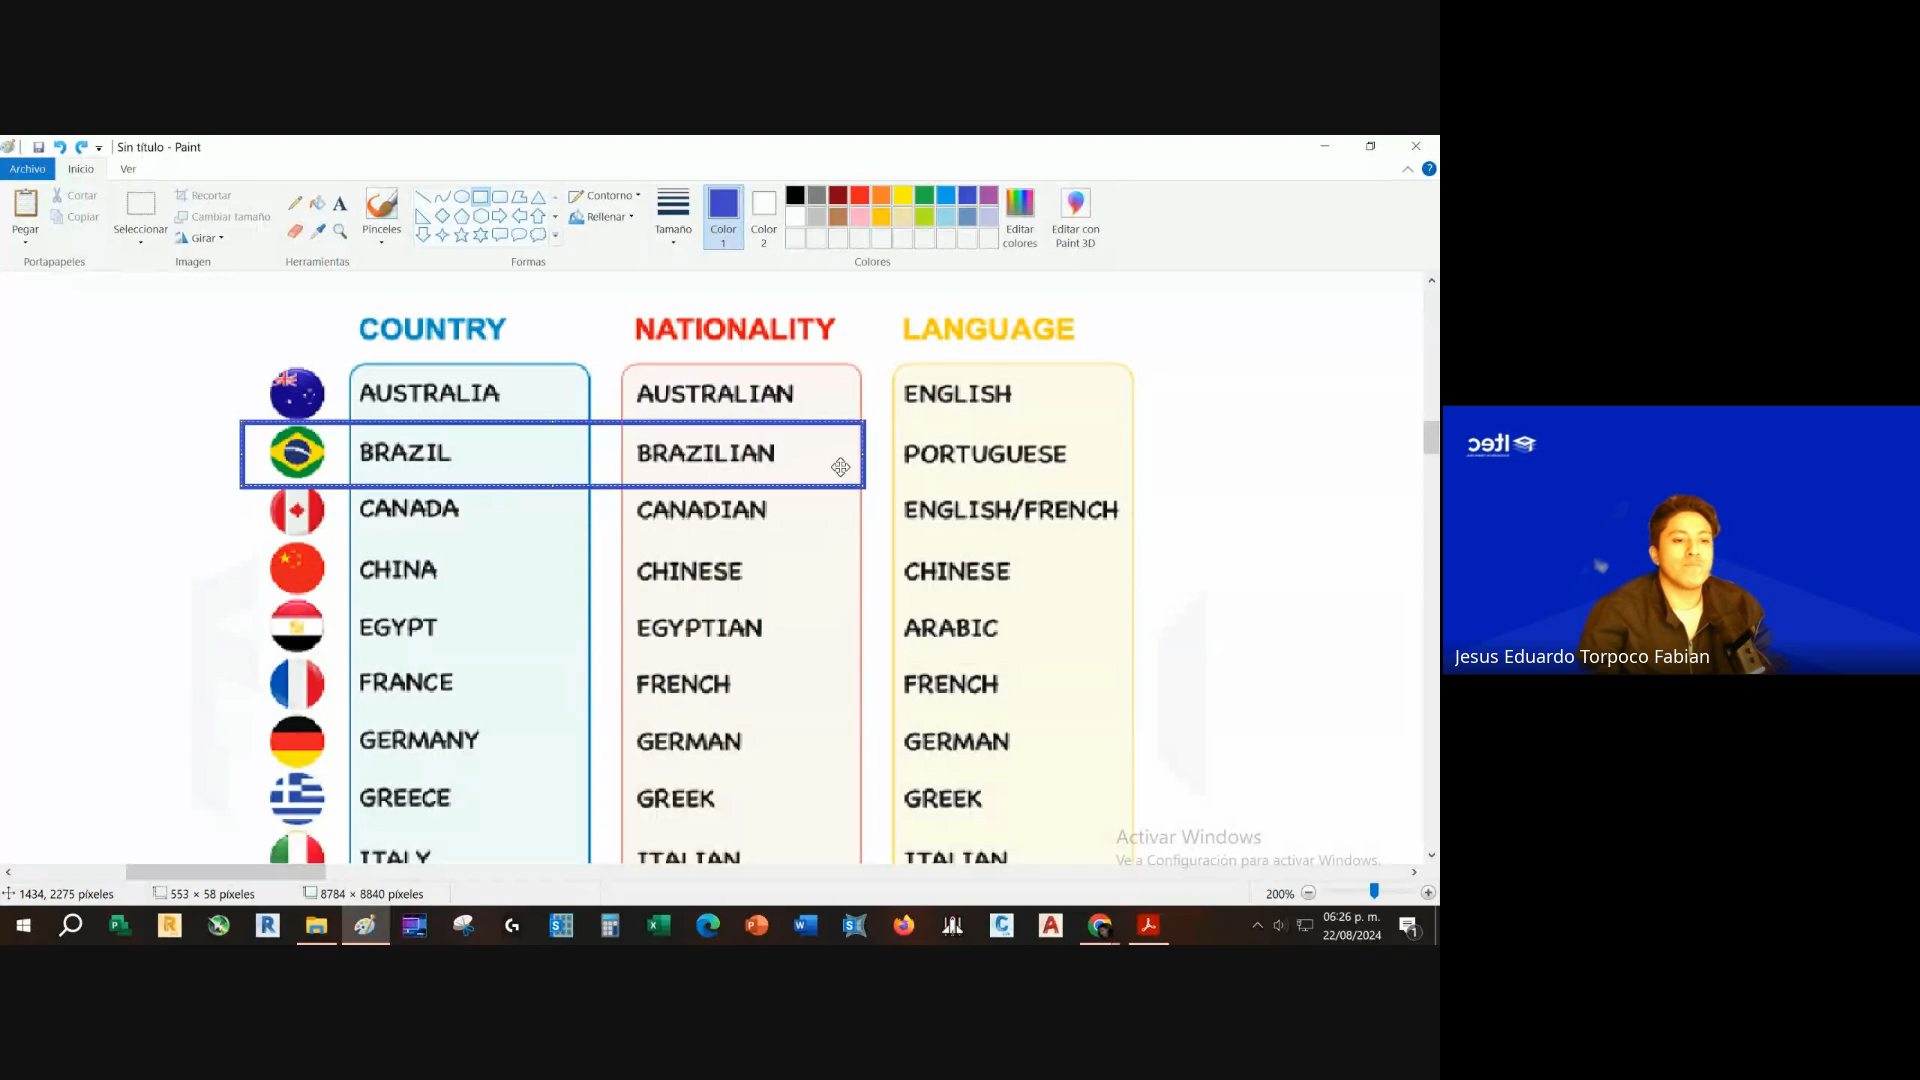 Sin título - Paint
Archivo Inicio Ver
Pegar
Cortar
Copiar
Portapapeles
Seleccionar
Recortar
Cambiar tamaño
Girar
Imagen
A
Herramientas
Pinceles
Contorno
Rellenar
Formas
Tamaño
Color 1
Color 2
Editar colores
Editar con Paint 3D
Colores
COUNTRY NATIONALITY LANGUAGE
AUSTRALIA AUSTRALIAN ENGLISH
BRAZIL BRAZILIAN PORTUGUESE
CANADA CANADIAN ENGLISH/FRENCH
CHINA CHINESE CHINESE
EGYPT EGYPTIAN ARABIC
FRANCE FRENCH FRENCH
GERMANY GERMAN GERMAN
GREECE GREEK GREEK
ITALY ITALIAN ITALIAN
Activar Windows
Ve a Configuración para activar Windows.
1434, 2275 píxeles 553 × 58 píxeles 8784 × 8840 píxeles 200%
06:26 p. m.
22/08/2024
itec
Jesus Eduardo Torpoco Fabian